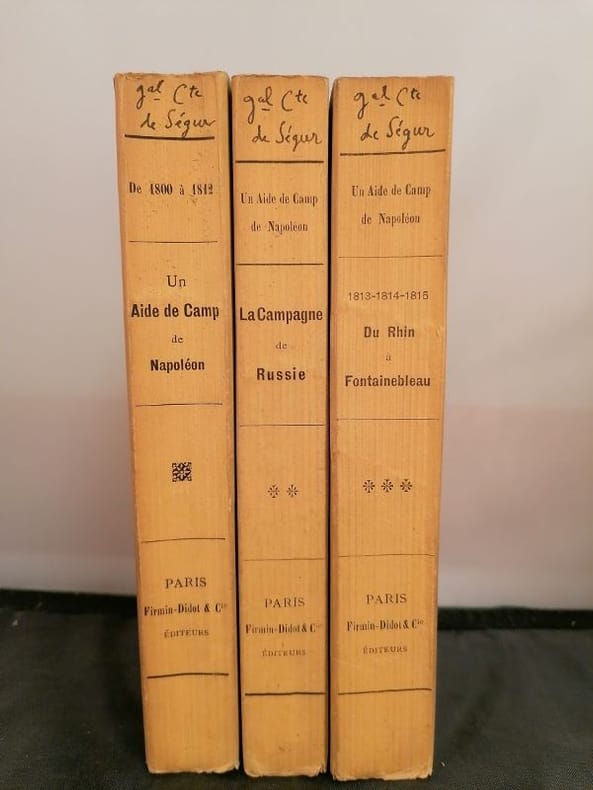 gal Cte
de Ségur
De 1800 à 1812
Un
Aide de Camp
de
Napoléon
PARIS
Firmin-Didot & Cie
ÉDITEURS
gal Cte
de Ségur
Un Aide de Camp
de Napoléon
La Campagne
de
Russie
PARIS
Firmin-Didot & Cie
ÉDITEURS
gal Cte
de Ségur
Un Aide de Camp
de Napoléon
1813-1814-1815
Du Rhin
à
Fontainebleau
PARIS
Firmin-Didot & Cie
ÉDITEURS